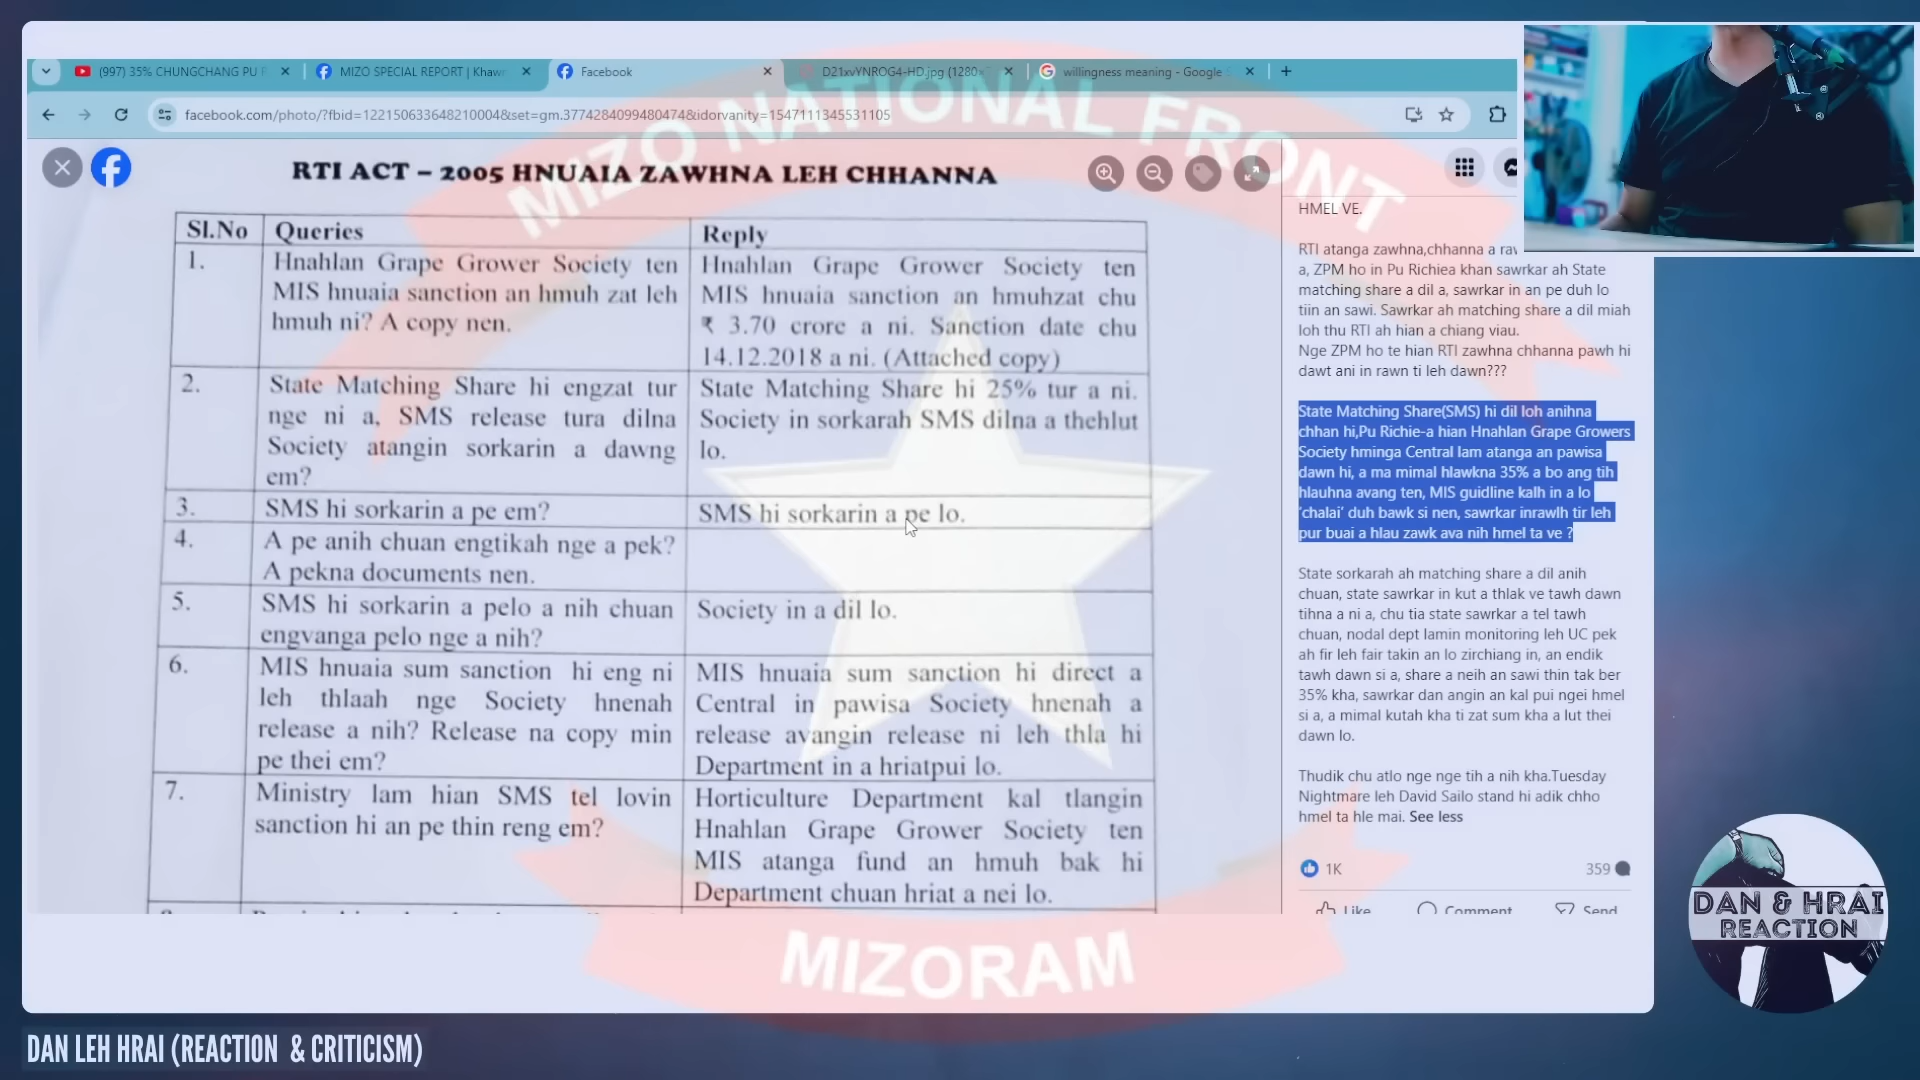 (997) 35% CHUNGCHANG PU
MIZO SPECIAL REPORT | Khaw
Facebook
D21xvYNROG4-HD.jpg (1280×
willingness meaning - Google
facebook.com/photo/?fbid=122150633648210004&set=gm.3774284099480474&idorvanity=1547111345531105
MIZO NATIONAL FRONT
RTI ACT – 2005 HNUAIA ZAWHNA LEH CHHANNA
Sl.No Queries Reply
1. Hnahlan Grape Grower Society ten
MIS hnuaia sanction an hmuh zat leh
hmuh ni? A copy nen.
Hnahlan Grape Grower Society ten
MIS hnuaia sanction an hmuhzat chu
₹ 3.70 crore a ni. Sanction date chu
14.12.2018 a ni. (Attached copy)
2. State Matching Share hi engzat tur
nge ni a, SMS release tura dilna
Society atangin sorkarin a dawng
em?
State Matching Share hi 25% tur a ni.
Society in sorkarah SMS dilna a thehlut
lo.
3. SMS hi sorkarin a pe em?
SMS hi sorkarin a pe lo.
4. A pe anih chuan engtikah nge a pek?
A pekna documents nen.
5. SMS hi sorkarin a pelo a nih chuan
engvanga pelo nge a nih?
Society in a dil lo.
6. MIS hnuaia sum sanction hi eng ni
leh thlaah nge Society hnenah
release a nih? Release na copy min
pe thei em?
MIS hnuaia sum sanction hi direct a
Central in pawisa Society hnenah a
release avangin release ni leh thla hi
Department in a hriatpui lo.
7. Ministry lam hian SMS tel lovin
sanction hi an pe thin reng em?
Horticulture Department kal tlangin
Hnahlan Grape Grower Society ten
MIS atanga fund an hmuh bak hi
Department chuan hriat a nei lo.
HMEL VE.
RTI atanga zawhna,chhanna a
a, ZPM ho in Pu Richiea khan sawrkar ah State
matching share a dil a, sawrkar in an pe duh lo
tiin an sawi. Sawrkar ah matching share a dil miah
loh thu RTI ah hian a chiang viau.
Nge ZPM ho te hian RTI zawhna chhanna pawh hi
dawt ani in rawn ti leh dawn???
State Matching Share(SMS) hi dil loh anihna
chhan hi,Pu Richie-a hian Hnahlan Grape Growers
Society hminga Central lam atanga an pawisa
dawn hi, a ma mimal hlawkna 35% a bo ang tih
hlauhna avang ten, MIS guidline kalh in a lo
'chalai' duh bawk si nen, sawrkar inrawlh tir leh
pur buai a hlau zawk ava nih hmel ta ve ?
State sorkarah ah matching share a dil anih
chuan, state sawrkar in kut a thlak ve tawh dawn
tihna a ni a, chu tia state sawrkar a tel tawh
chuan, nodal dept lamin monitoring leh UC pek
ah fir leh fair takin an lo zirchiang in, an endik
tawh dawn si a, share a neih an sawi thin tak ber
35% kha, sawrkar dan angin an kal pui ngei hmel
si a, a mimal kutah kha ti zat sum kha a lut thei
dawn lo.
Thudik chu atlo nge nge tih a nih kha.Tuesday
Nightmare leh David Sailo stand hi adik chho
hmel ta hle mai. See less
1K 359
Like Comment Send
MIZORAM
DAN & HRAI
REACTION
DAN LEH HRAI (REACTION & CRITICISM)